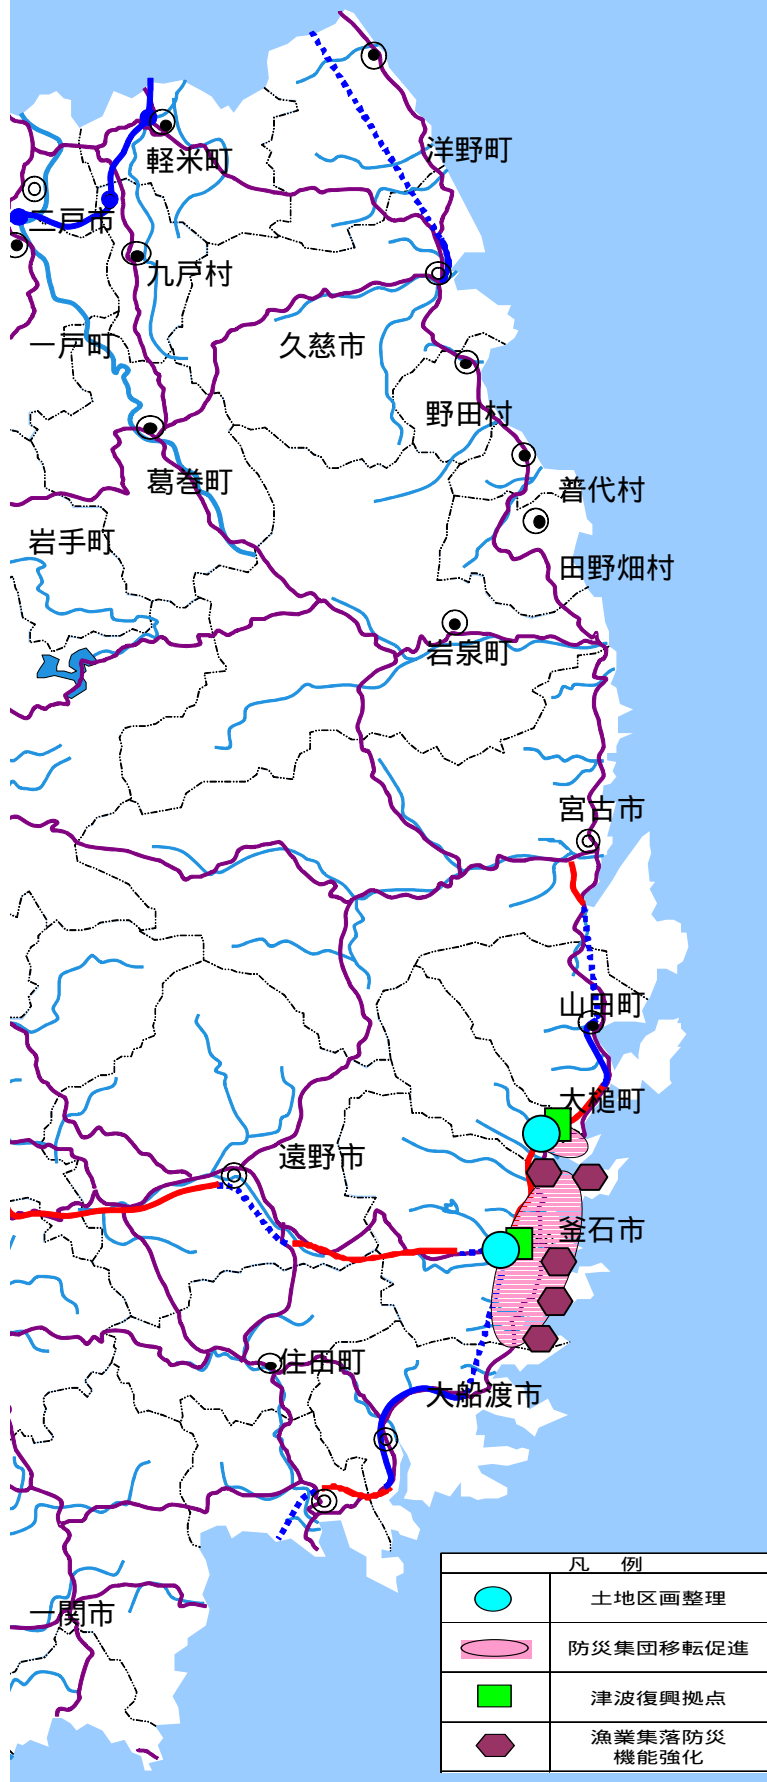 洋野町
軽米町
二戸市
九戸村
一戸町
久慈市
野田村
葛巻町
普代村
岩手町
田野畑村
岩泉町
宮古市
山田町
大槌町
遠野市
釜石市
住田町
大船渡市
一関市
凡 例
土地区画整理
防災集団移転促進
津波復興拠点
漁業集落防災
機能強化